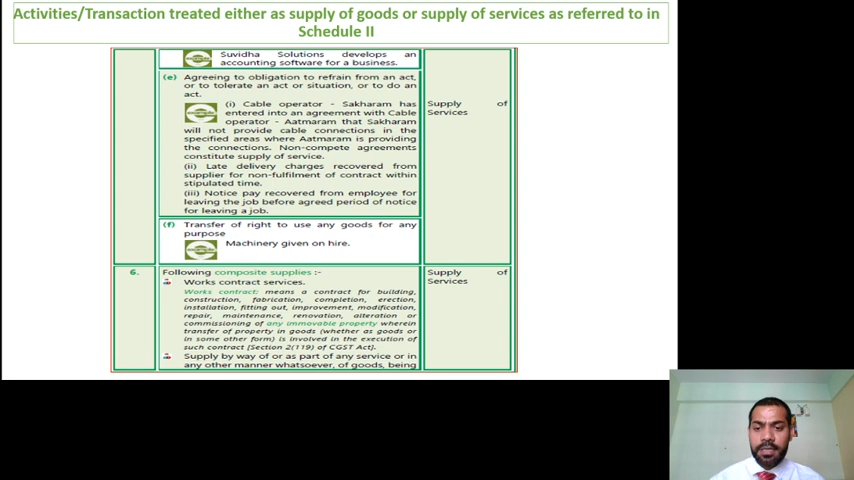 Activities/Transaction treated either as supply of goods or supply of services as referred to in
Schedule II
Suvidha Solutions develops an
accounting software for a business.
(e) Agreeing to obligation to refrain from an act,
or to tolerate an act or situation, or to do an
act.
(i) Cable operator - Sakharam has
entered into an agreement with Cable
operator - Aatmaram that Sakharam
will not provide cable connections in the
specified areas where Aatmaram is providing
the connections. Non-compete agreements
constitute supply of service.
(ii) Late delivery charges recovered from
supplier for non-fulfilment of contract within
stipulated time.
(iii) Notice pay recovered from employee for
leaving the job before agreed period of notice
for leaving a job.
Supply of
Services
(f) Transfer of right to use any goods for any
purpose
Machinery given on hire.
6.
Following composite supplies :-
Works contract services.
Works contract: means a contract for building,
construction, fabrication, completion, erection,
installation, fitting out, improvement, modification,
repair, maintenance, renovation, alteration or
commissioning of any immovable property wherein
transfer of property in goods (whether as goods or
in some other form) is involved in the execution of
such contract [Section 2(119) of CGST Act].
Supply by way of or as part of any service or in
any other manner whatsoever, of goods, being
Supply of
Services